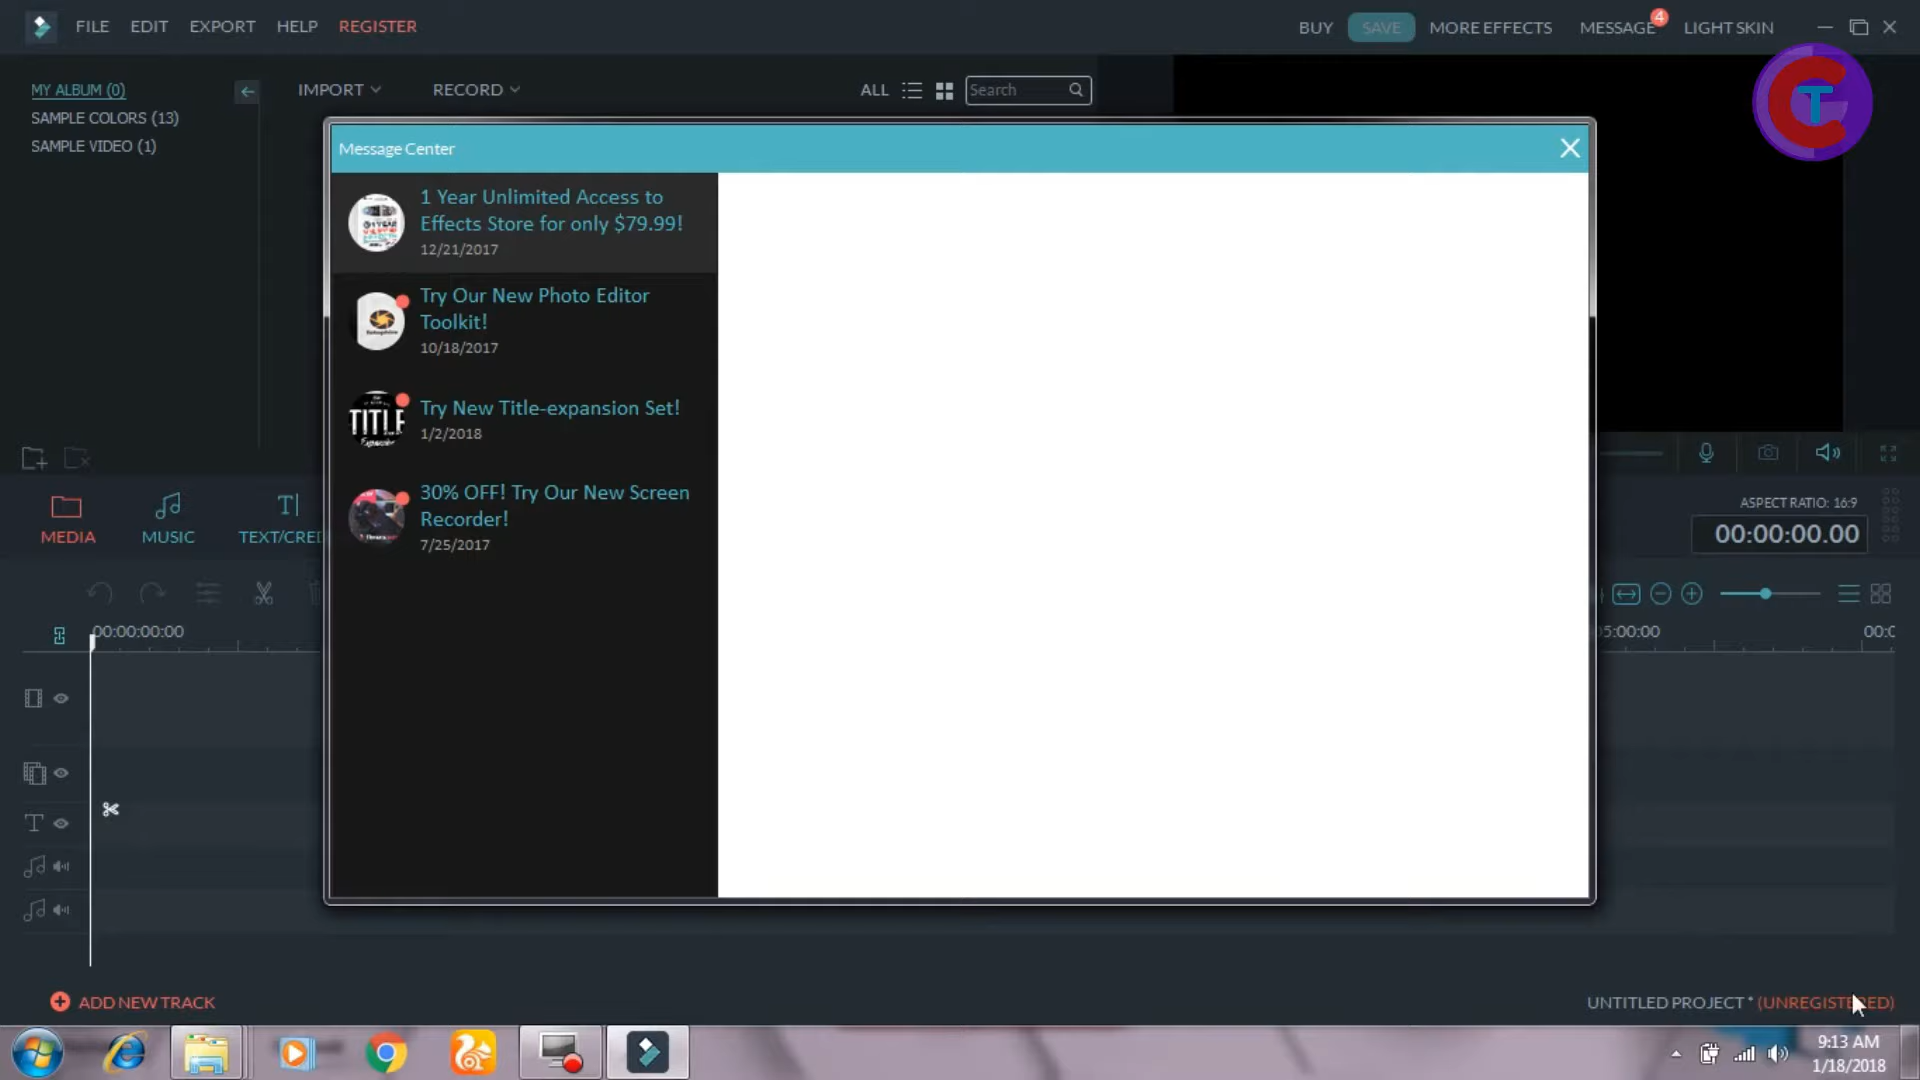 FILE EDIT EXPORT HELP REGISTER
BUY SAVE MORE EFFECTS MESSAGE 4 LIGHT SKIN
MY ALBUM (0)
SAMPLE COLORS (13)
SAMPLE VIDEO (1)
IMPORT RECORD ALL Search
Message Center
1 Year Unlimited Access to
Effects Store for only $79.99!
12/21/2017
Try Our New Photo Editor
Toolkit!
10/18/2017
TITLE
Try New Title-expansion Set!
1/2/2018
30% OFF! Try Our New Screen
Recorder!
7/25/2017
MEDIA MUSIC TEXT/CRED
ASPECT RATIO: 16:9
00:00:00.00
00:00:00:00
05:00:00
ADD NEW TRACK
UNTITLED PROJECT * (UNREGISTERED)
9:13 AM
1/18/2018